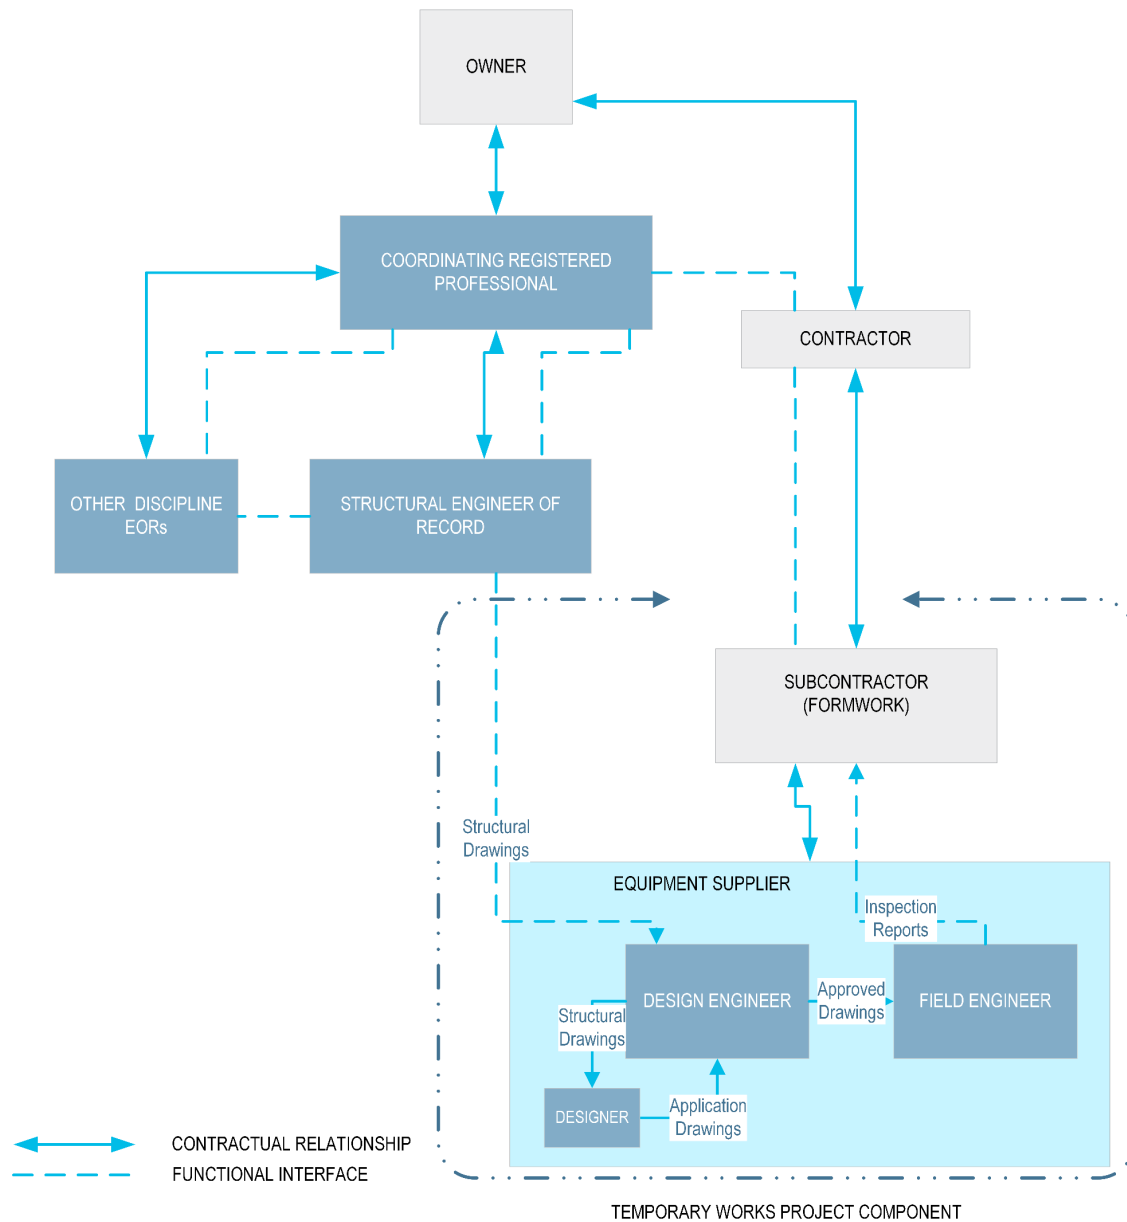 OWNER
COORDINATING REGISTERED
PROFESSIONAL
CONTRACTOR
OTHER DISCIPLINE
EORs
STRUCTURAL ENGINEER OF
RECORD
SUBCONTRACTOR
(FORMWORK)
Structural
Drawings
EQUIPMENT SUPPLIER
Inspection
Reports
DESIGN ENGINEER
Approved
Drawings
FIELD ENGINEER
Structural
Drawings
DESIGNER
Application
Drawings
CONTRACTUAL RELATIONSHIP
FUNCTIONAL INTERFACE
TEMPORARY WORKS PROJECT COMPONENT